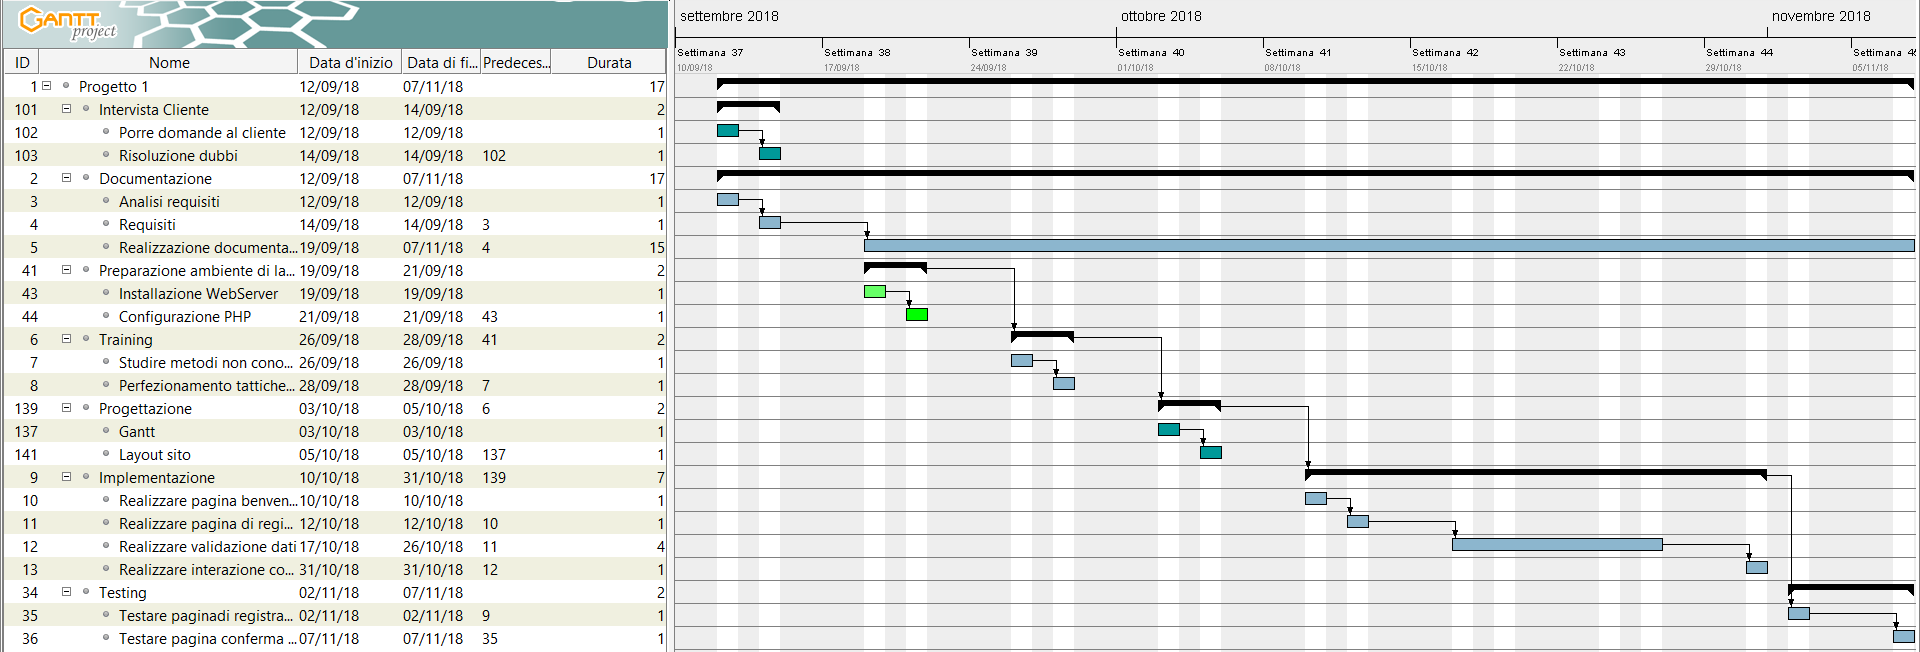 GANTT
project
settembre 2018 ottobre 2018 novembre 2018
Settimana 37 Settimana 38 Settimana 39 Settimana 40 Settimana 41 Settimana 42 Settimana 43 Settimana 44 Settimana
10/09/18 17/09/18 24/09/18 01/10/18 08/10/18 15/10/18 22/10/18 29/10/18 05/11/18
ID Nome Data d'inizio Data di fi... Predeces... Durata
1 Progetto 1 12/09/18 07/11/18 17
101 Intervista Cliente 12/09/18 14/09/18 2
102 Porre domande al cliente 12/09/18 12/09/18 1
103 Risoluzione dubbi 14/09/18 14/09/18 102 1
2 Documentazione 12/09/18 07/11/18 17
3 Analisi requisiti 12/09/18 12/09/18 1
4 Requisiti 14/09/18 14/09/18 3 1
5 Realizzazione documenta... 19/09/18 07/11/18 4 15
41 Preparazione ambiente di la... 19/09/18 21/09/18 2
43 Installazione WebServer 19/09/18 19/09/18 1
44 Configurazione PHP 21/09/18 21/09/18 43 1
6 Training 26/09/18 28/09/18 41 2
7 Studire metodi non cono... 26/09/18 26/09/18 1
8 Perfezionamento tattiche... 28/09/18 28/09/18 7 1
139 Progettazione 03/10/18 05/10/18 6 2
137 Gantt 03/10/18 03/10/18 1
141 Layout sito 05/10/18 05/10/18 137 1
9 Implementazione 10/10/18 31/10/18 139 7
10 Realizzare pagina benven... 10/10/18 10/10/18 1
11 Realizzare pagina di regi... 12/10/18 12/10/18 10 1
12 Realizzare validazione dati 17/10/18 26/10/18 11 4
13 Realizzare interazione co... 31/10/18 31/10/18 12 1
34 Testing 02/11/18 07/11/18 2
35 Testare paginadi registra... 02/11/18 02/11/18 9 1
36 Testare pagina conferma ... 07/11/18 07/11/18 35 1